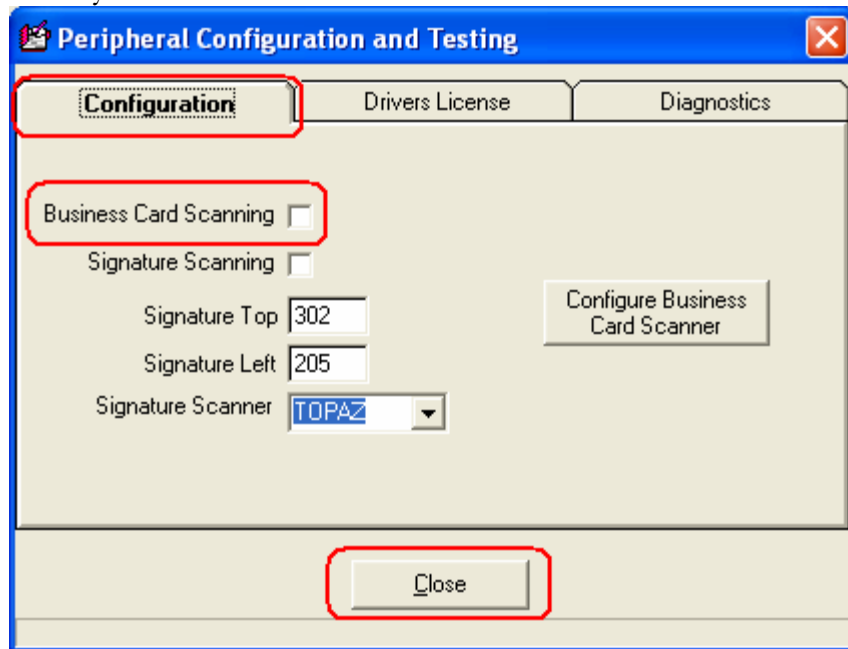 Peripheral Configuration and Testing
Configuration Drivers License Diagnostics
Business Card Scanning
Signature Scanning
Signature Top 302
Configure Business
Card Scanner
Signature Left 205
Signature Scanner TOPAZ
Close